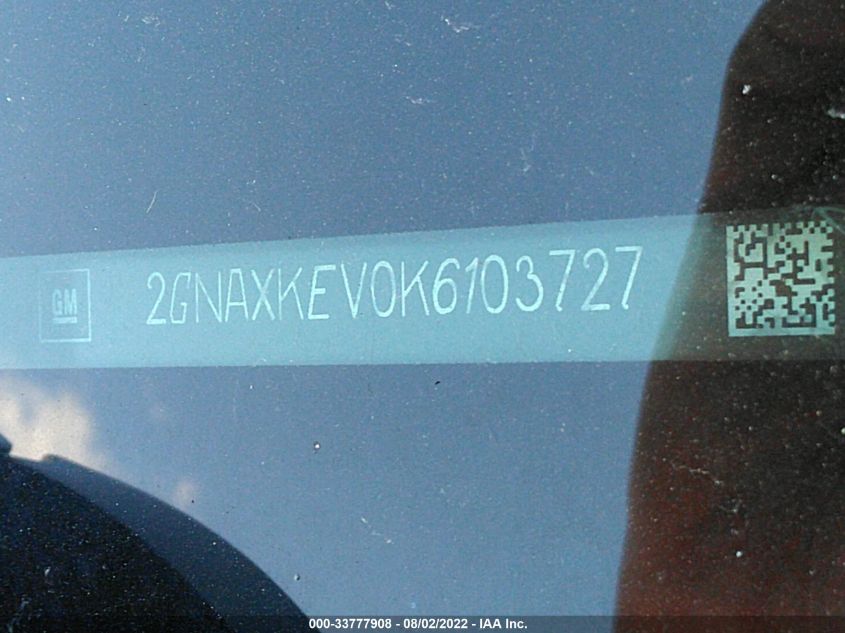 GM
2GNAXKEV0K6103727
000-33777908 - 08/02/2022 - IAA Inc.